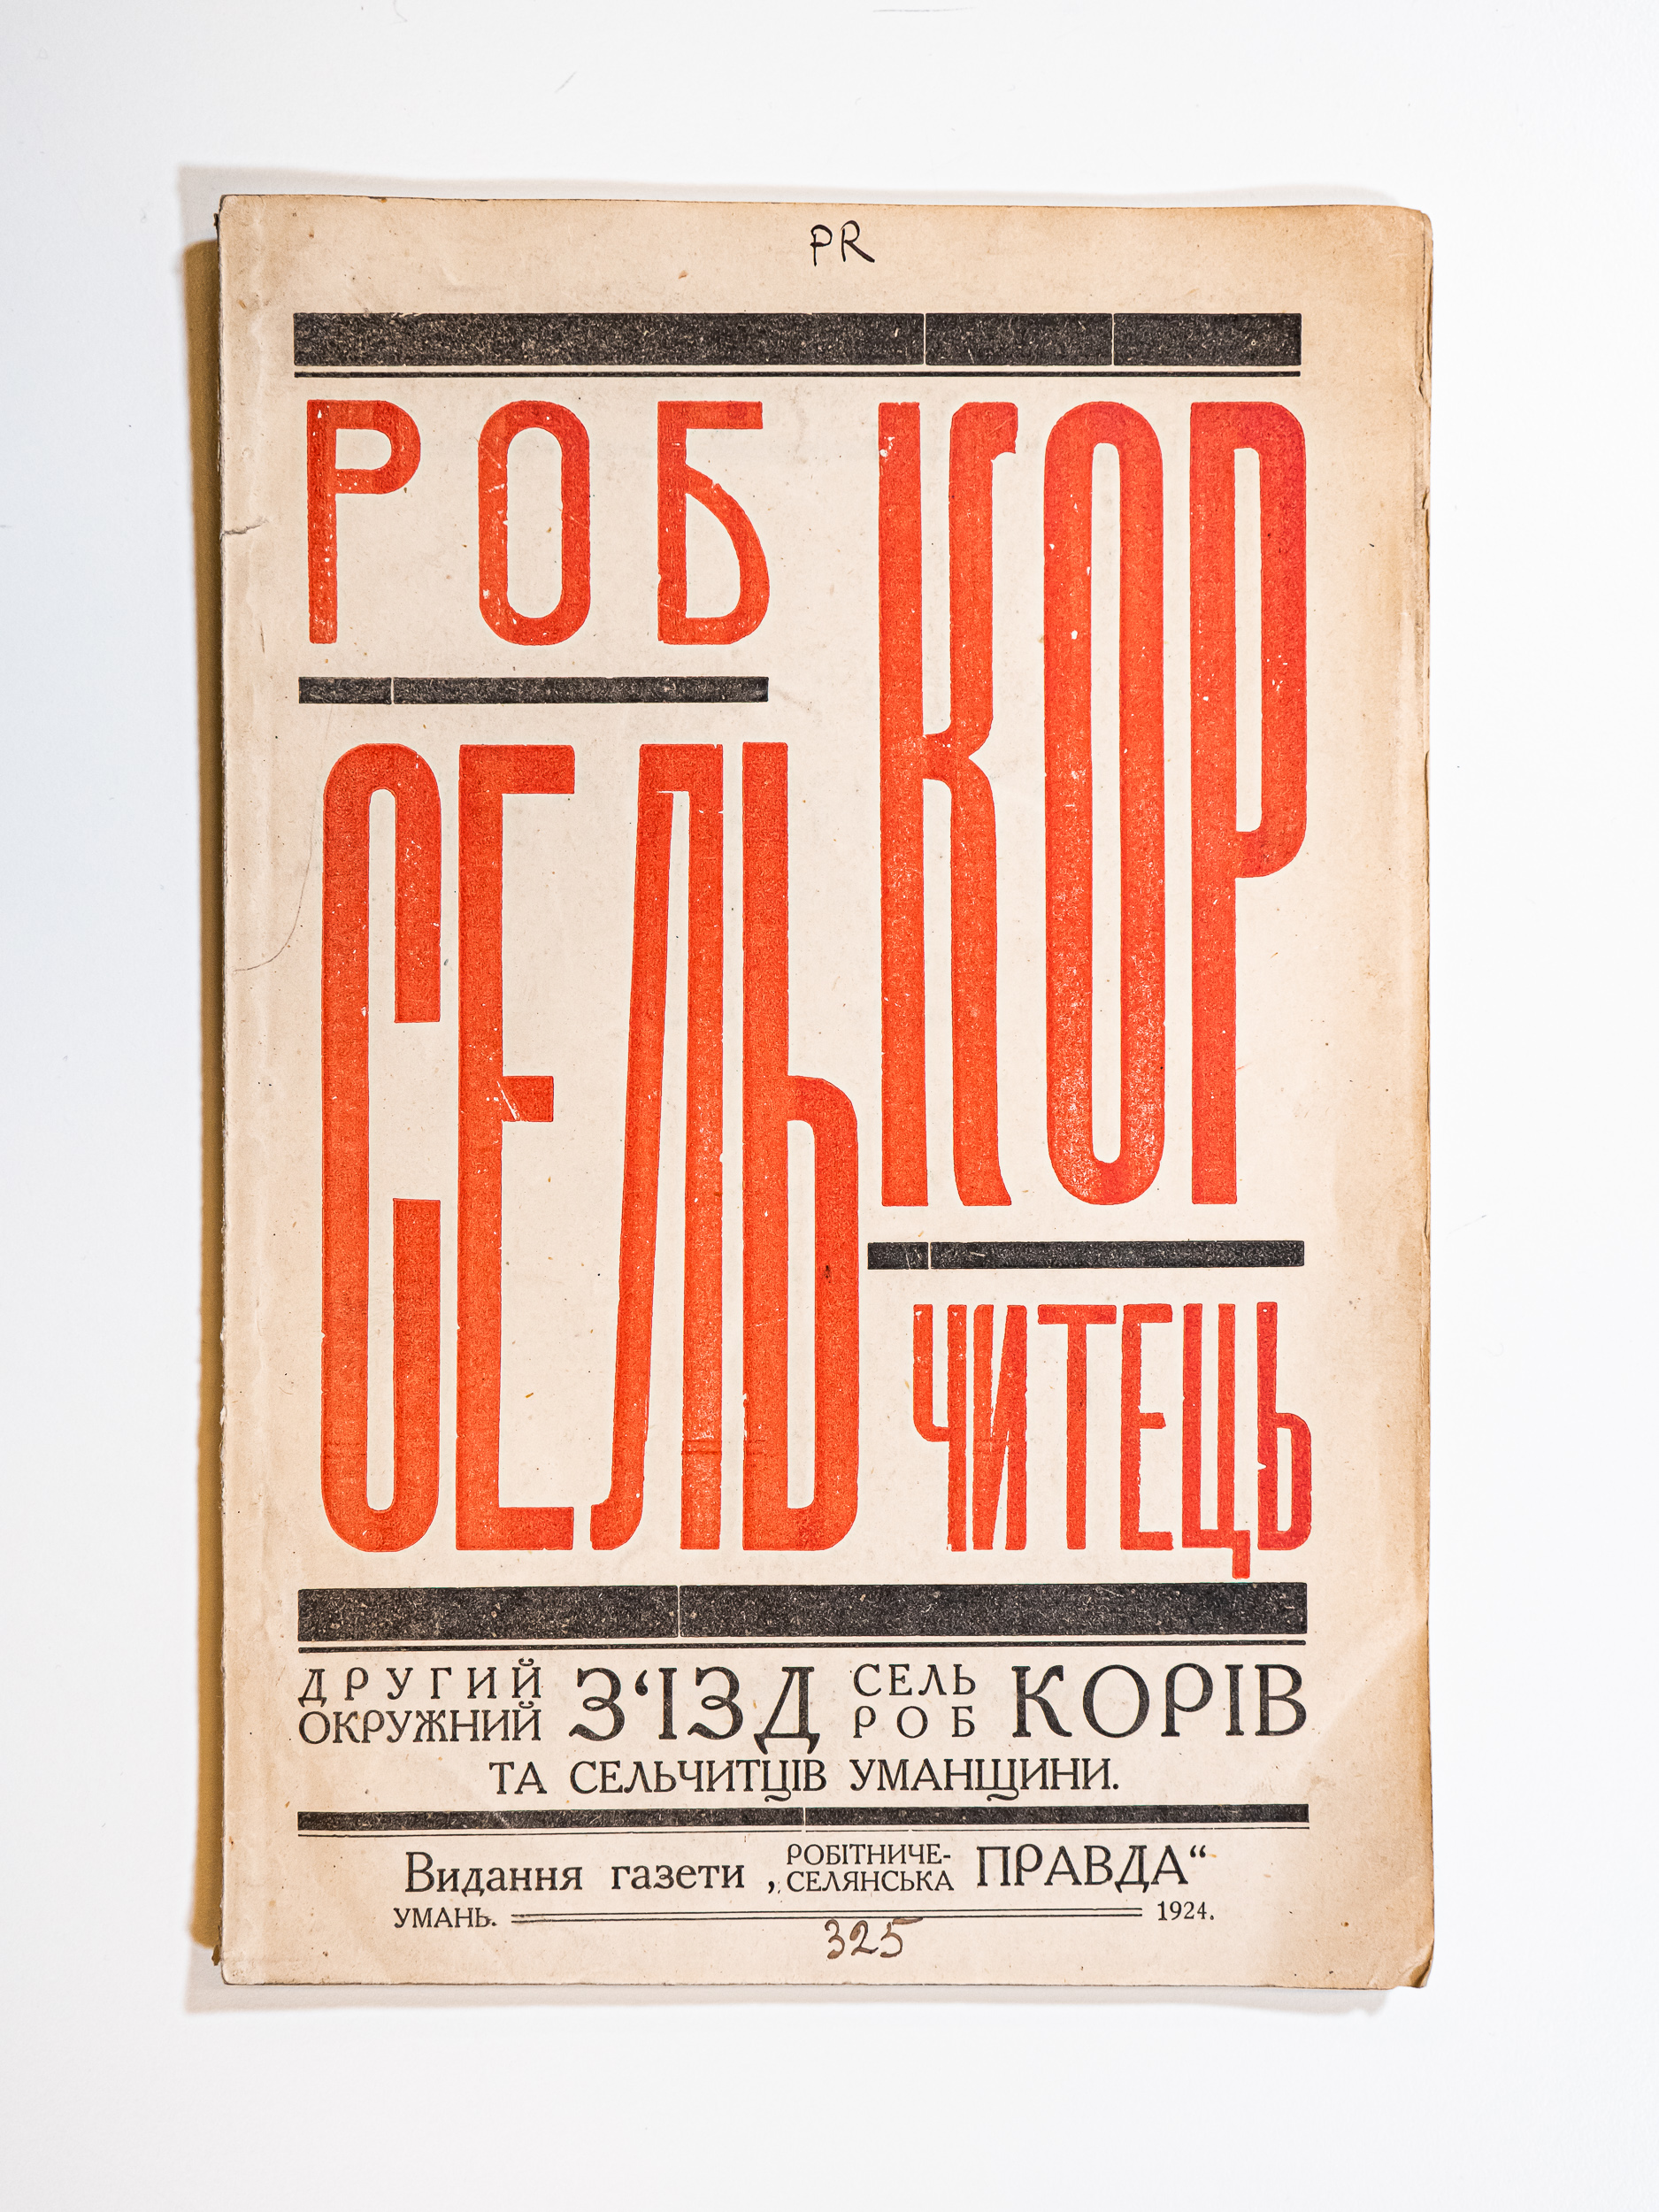 PR
РОБ КОР
СЕЛЬ
ЧИТЕЦЬ
ДРУГИЙ ОКРУЖНИЙ З‘ЇЗД СЕЛЬ РОБ КОРІВ
ТА СЕЛЬЧИТЦІВ УМАНЩИНИ.
Видання газети „РОБІТНИЧЕ-СЕЛЯНСЬКА ПРАВДА“
УМАНЬ. 1924.
325